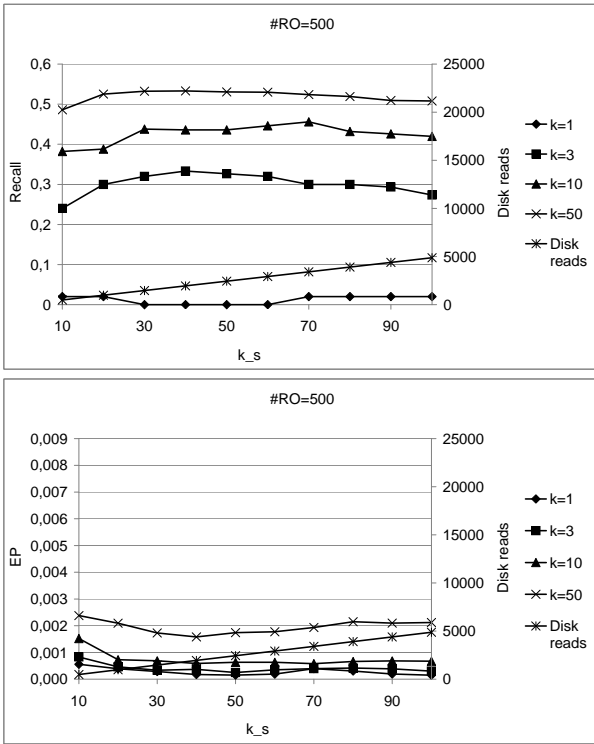 #RO=500
0,6
0,5
0,4
0,3
0,2
0,1
0
Recall
25000
20000
15000
10000
5000
0
Disk reads
10 30 50 70 90
k_s
k=1
k=3
k=10
k=50
Disk
reads
#RO=500
0,009
0,008
0,007
0,006
0,005
0,004
0,003
0,002
0,001
0,000
EP
25000
20000
15000
10000
5000
0
Disk reads
10 30 50 70 90
k_s
k=1
k=3
k=10
k=50
Disk
reads